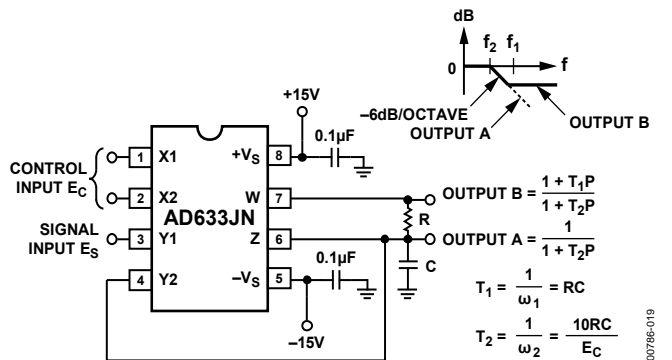 dB
f2 f1
0
f
–6dB/OCTAVE
OUTPUT A
OUTPUT B
+15V
0.1µF
CONTROL
INPUT EC
1 X1
+VS 8
2 X2
W 7
AD633JN
SIGNAL
INPUT ES
3 Y1
Z 6
4 Y2
–VS 5
R
C
0.1µF
–15V
OUTPUT B = 1 + T1P / 1 + T2P
OUTPUT A = 1 / 1 + T2P
T1 = 1 / ω1 = RC
T2 = 1 / ω2 = 10RC / EC
00786-019